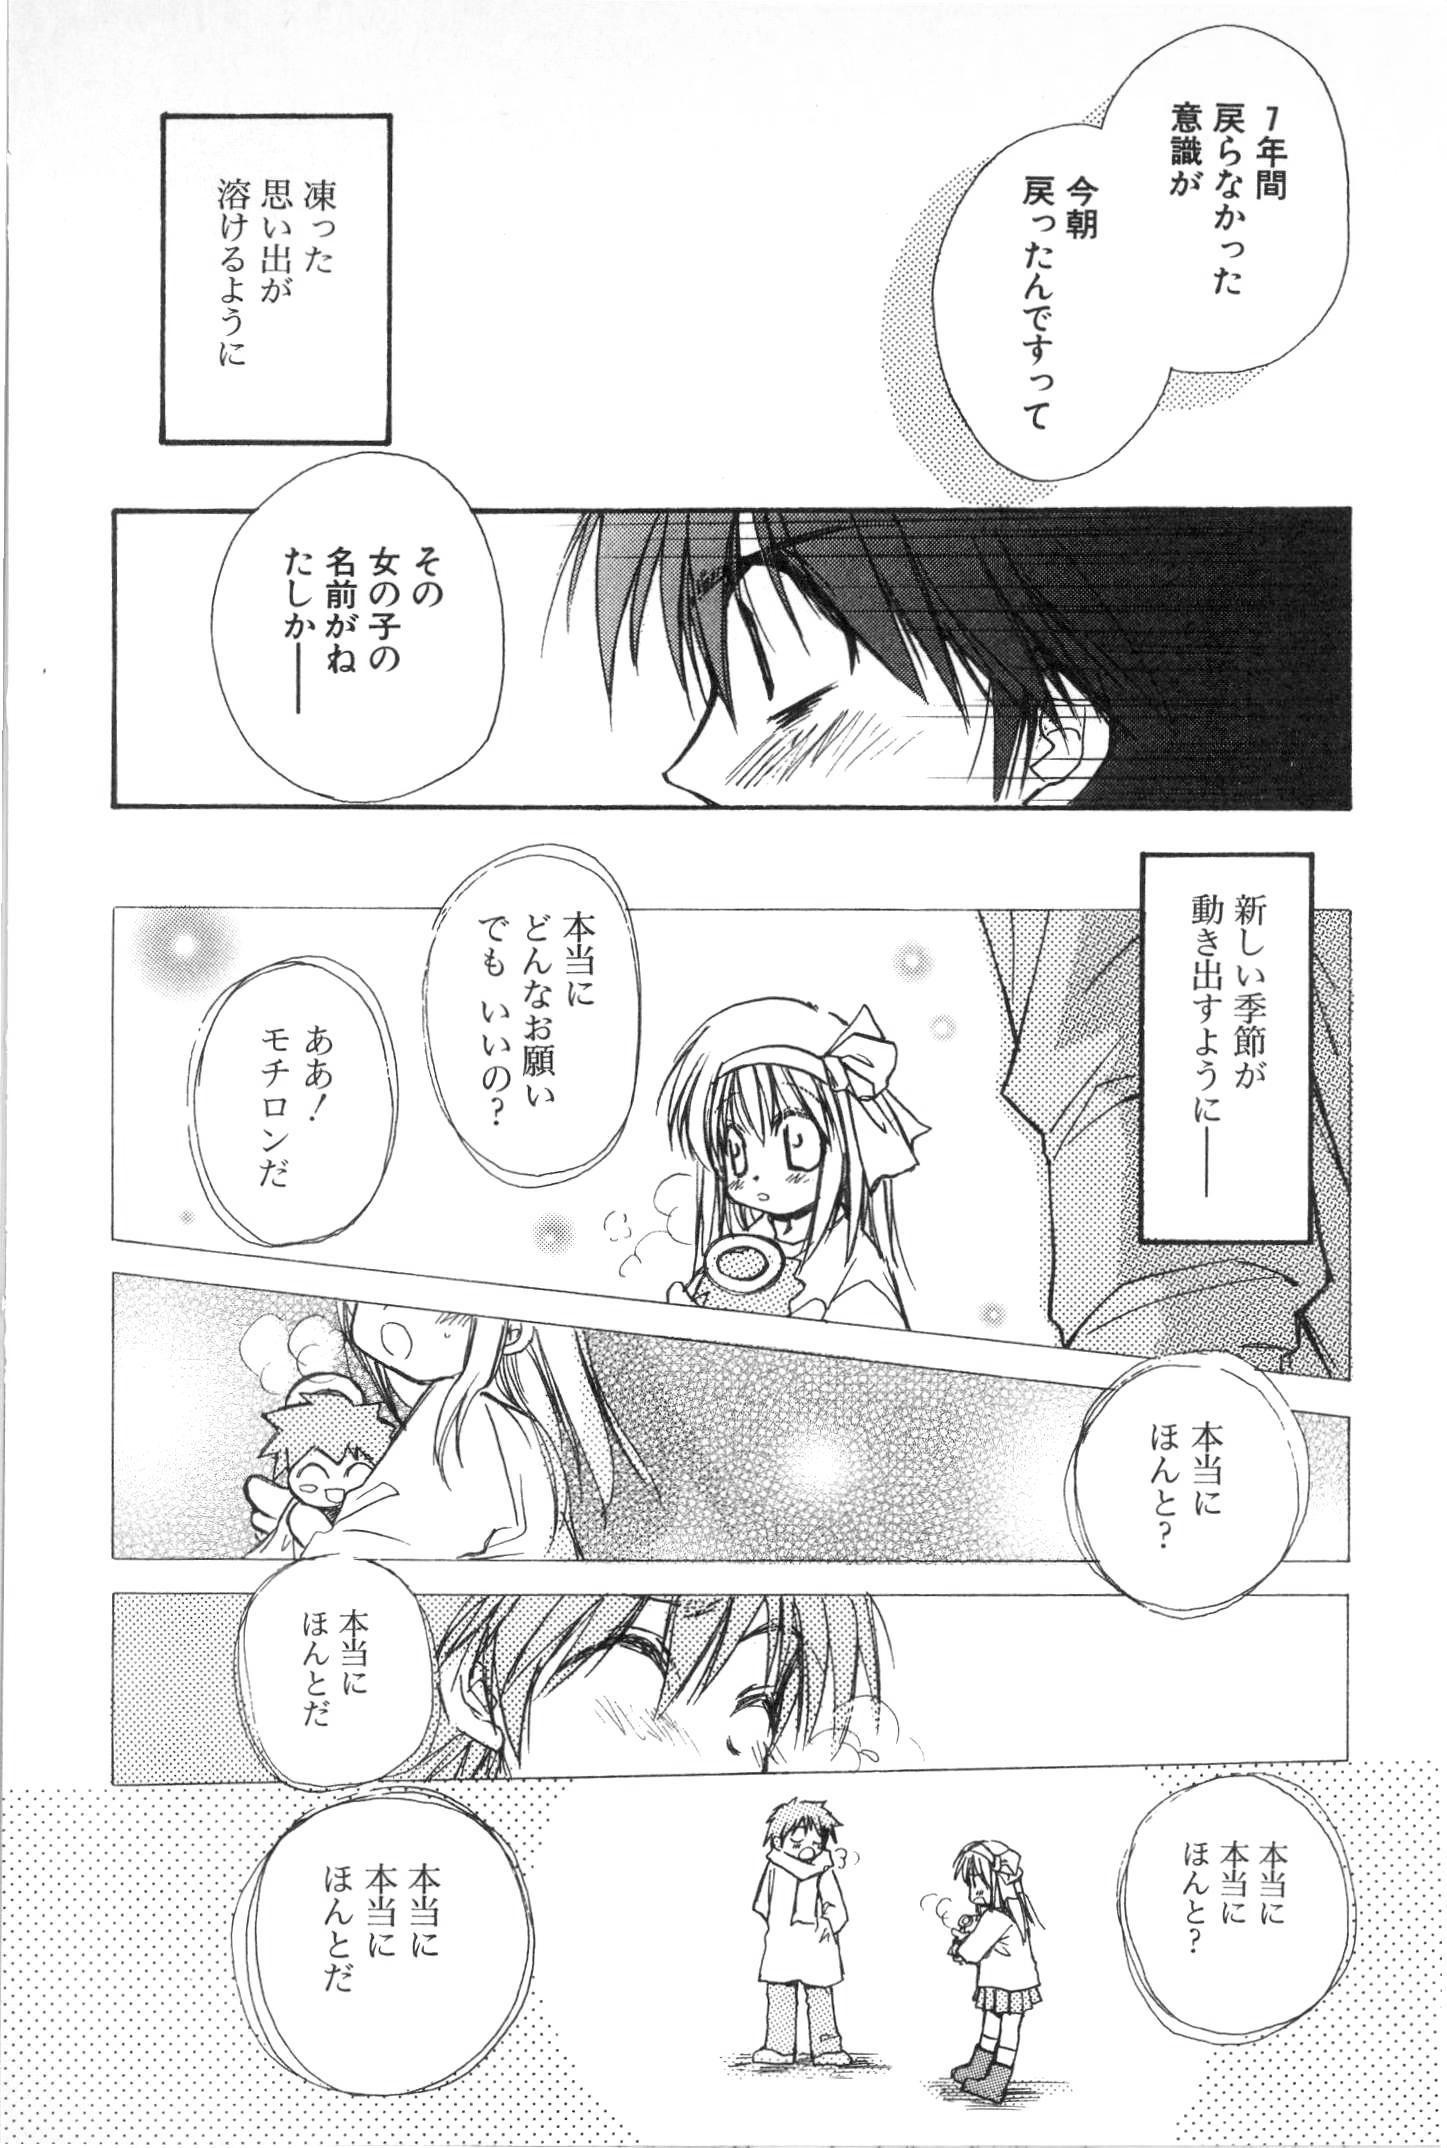 7年間
戻らなかった
意識が
今朝
戻ったんですって
凍った
思い出が
溶けるように
その
女の子の
名前がね
たしか――
新しい季節が
動き出すように――
本当に
どんなお願い
でも いいの？
ああ！
モチロンだ
本当に
ほんと？
本当に
ほんとだ
本当に
本当に
ほんと？
本当に
本当に
ほんとだ